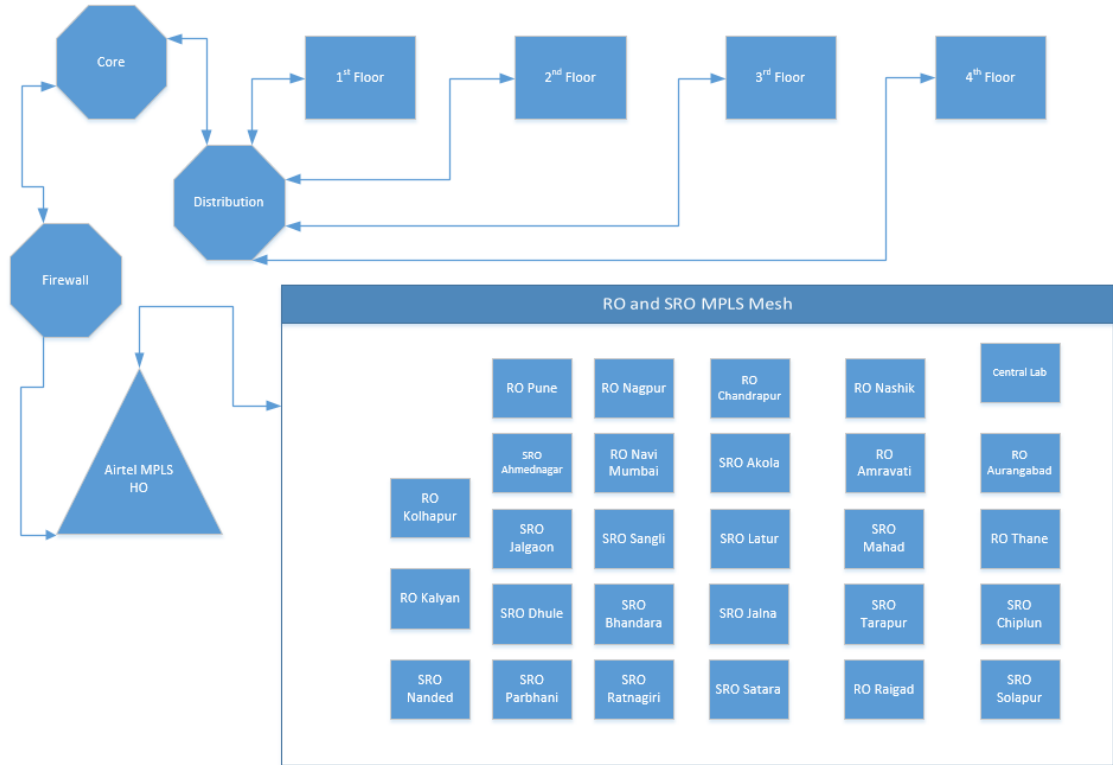 Core
1st Floor
2nd Floor
3rd Floor
4th Floor
Distribution
Firewall
Airtel MPLS
HO
RO and SRO MPLS Mesh
RO Kolhapur
RO Kalyan
SRO
Nanded
RO Pune
SRO
Ahmednagar
SRO
Jalgaon
SRO Dhule
SRO
Parbhani
RO Nagpur
RO Navi
Mumbai
SRO Sangli
SRO
Bhandara
SRO
Ratnagiri
RO
Chandrapur
SRO Akola
SRO Latur
SRO Jalna
SRO Satara
RO Nashik
RO
Amravati
SRO
Mahad
SRO
Tarapur
RO Raigad
Central Lab
RO
Aurangabad
RO Thane
SRO
Chiplun
SRO
Solapur